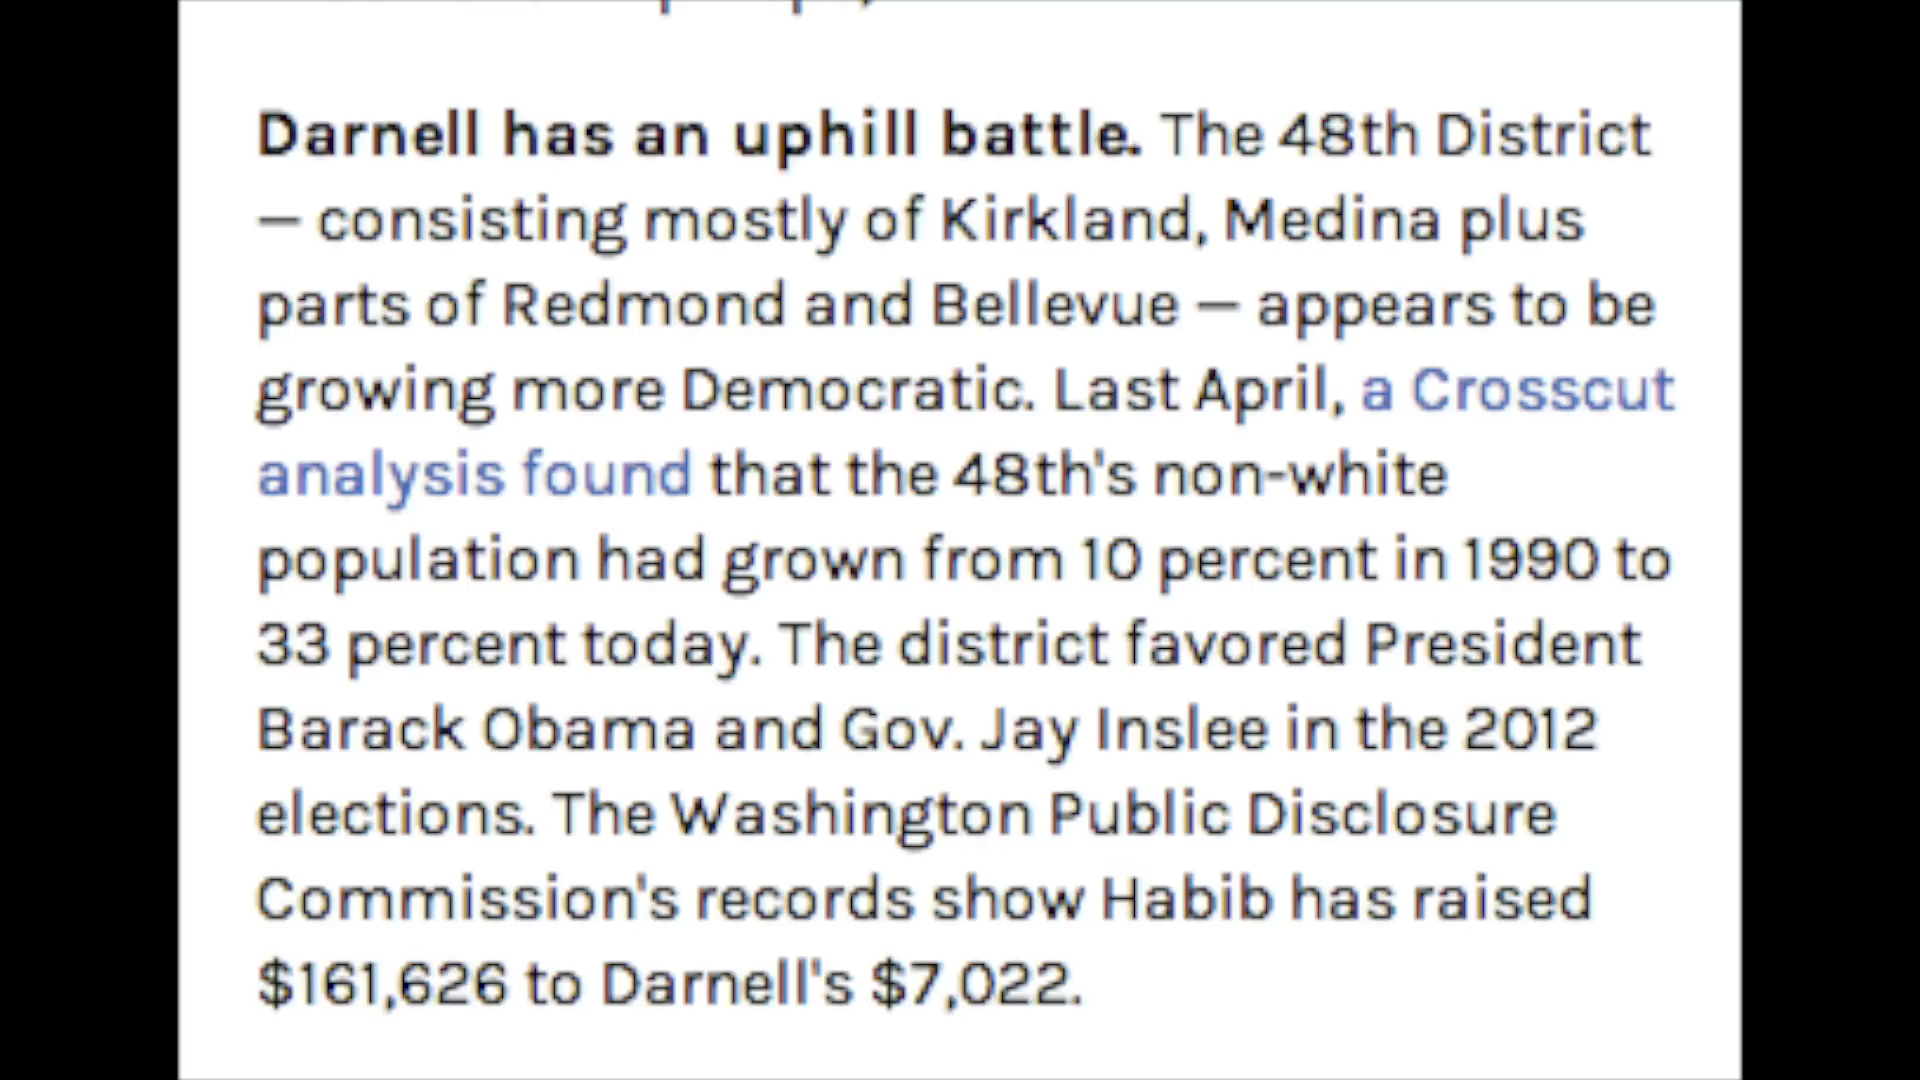 Darnell has an uphill battle. The 48th District
— consisting mostly of Kirkland, Medina plus
parts of Redmond and Bellevue — appears to be
growing more Democratic. Last April, a Crosscut
analysis found that the 48th's non-white
population had grown from 10 percent in 1990 to
33 percent today. The district favored President
Barack Obama and Gov. Jay Inslee in the 2012
elections. The Washington Public Disclosure
Commission's records show Habib has raised
$161,626 to Darnell's $7,022.